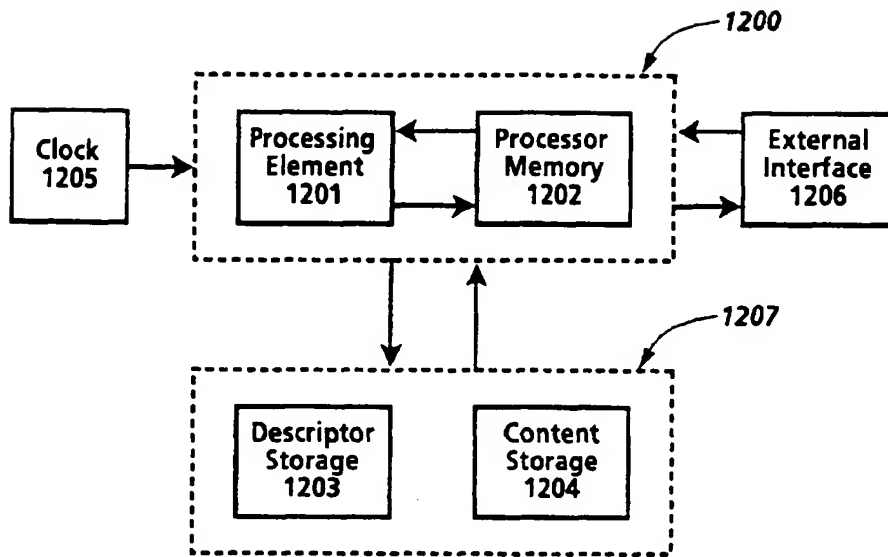 1200
Clock
1205
Processing
Element
1201
Processor
Memory
1202
External
Interface
1206
1207
Descriptor
Storage
1203
Content
Storage
1204